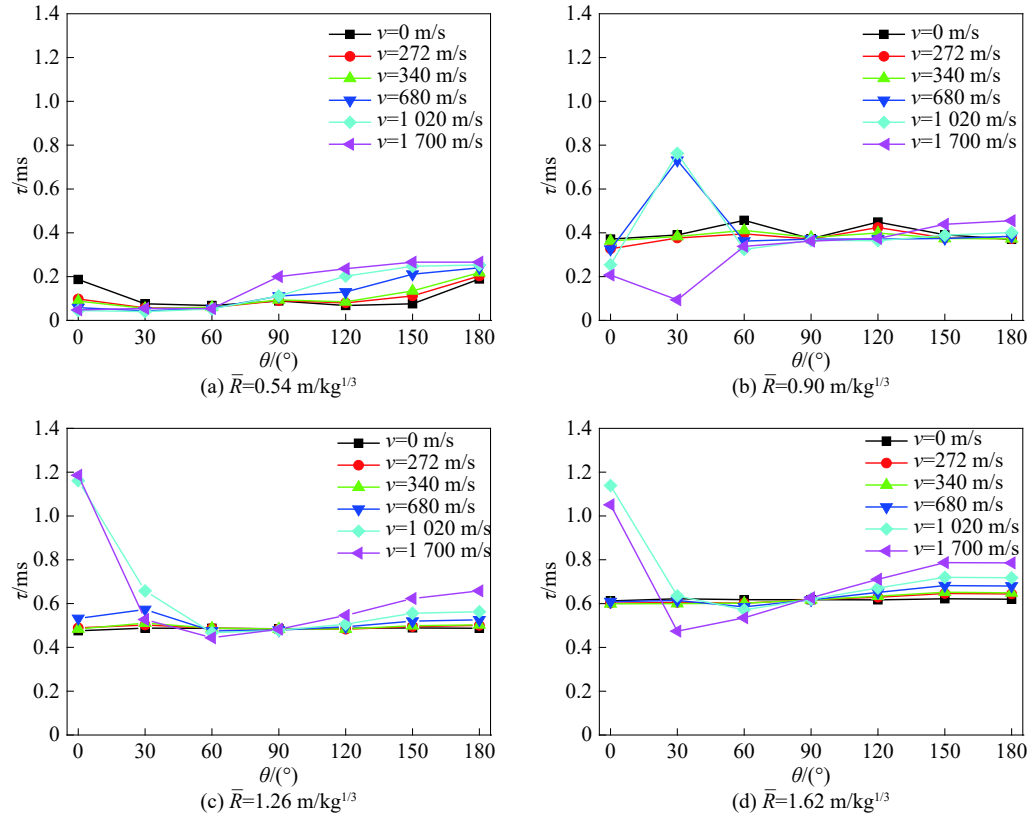 1.4
1.2
1.0
0.8
0.6
0.4
0.2
0
τ/ms
v=0 m/s
v=272 m/s
v=340 m/s
v=680 m/s
v=1 020 m/s
v=1 700 m/s
0 30 60 90 120 150 180
θ/(°)
(a) R̅=0.54 m/kg^1/3
1.4
1.2
1.0
0.8
0.6
0.4
0.2
0
τ/ms
v=0 m/s
v=272 m/s
v=340 m/s
v=680 m/s
v=1 020 m/s
v=1 700 m/s
0 30 60 90 120 150 180
θ/(°)
(b) R̅=0.90 m/kg^1/3
1.4
1.2
1.0
0.8
0.6
0.4
0.2
0
τ/ms
v=0 m/s
v=272 m/s
v=340 m/s
v=680 m/s
v=1 020 m/s
v=1 700 m/s
0 30 60 90 120 150 180
θ/(°)
(c) R̅=1.26 m/kg^1/3
1.4
1.2
1.0
0.8
0.6
0.4
0.2
0
τ/ms
v=0 m/s
v=272 m/s
v=340 m/s
v=680 m/s
v=1 020 m/s
v=1 700 m/s
0 30 60 90 120 150 180
θ/(°)
(d) R̅=1.62 m/kg^1/3